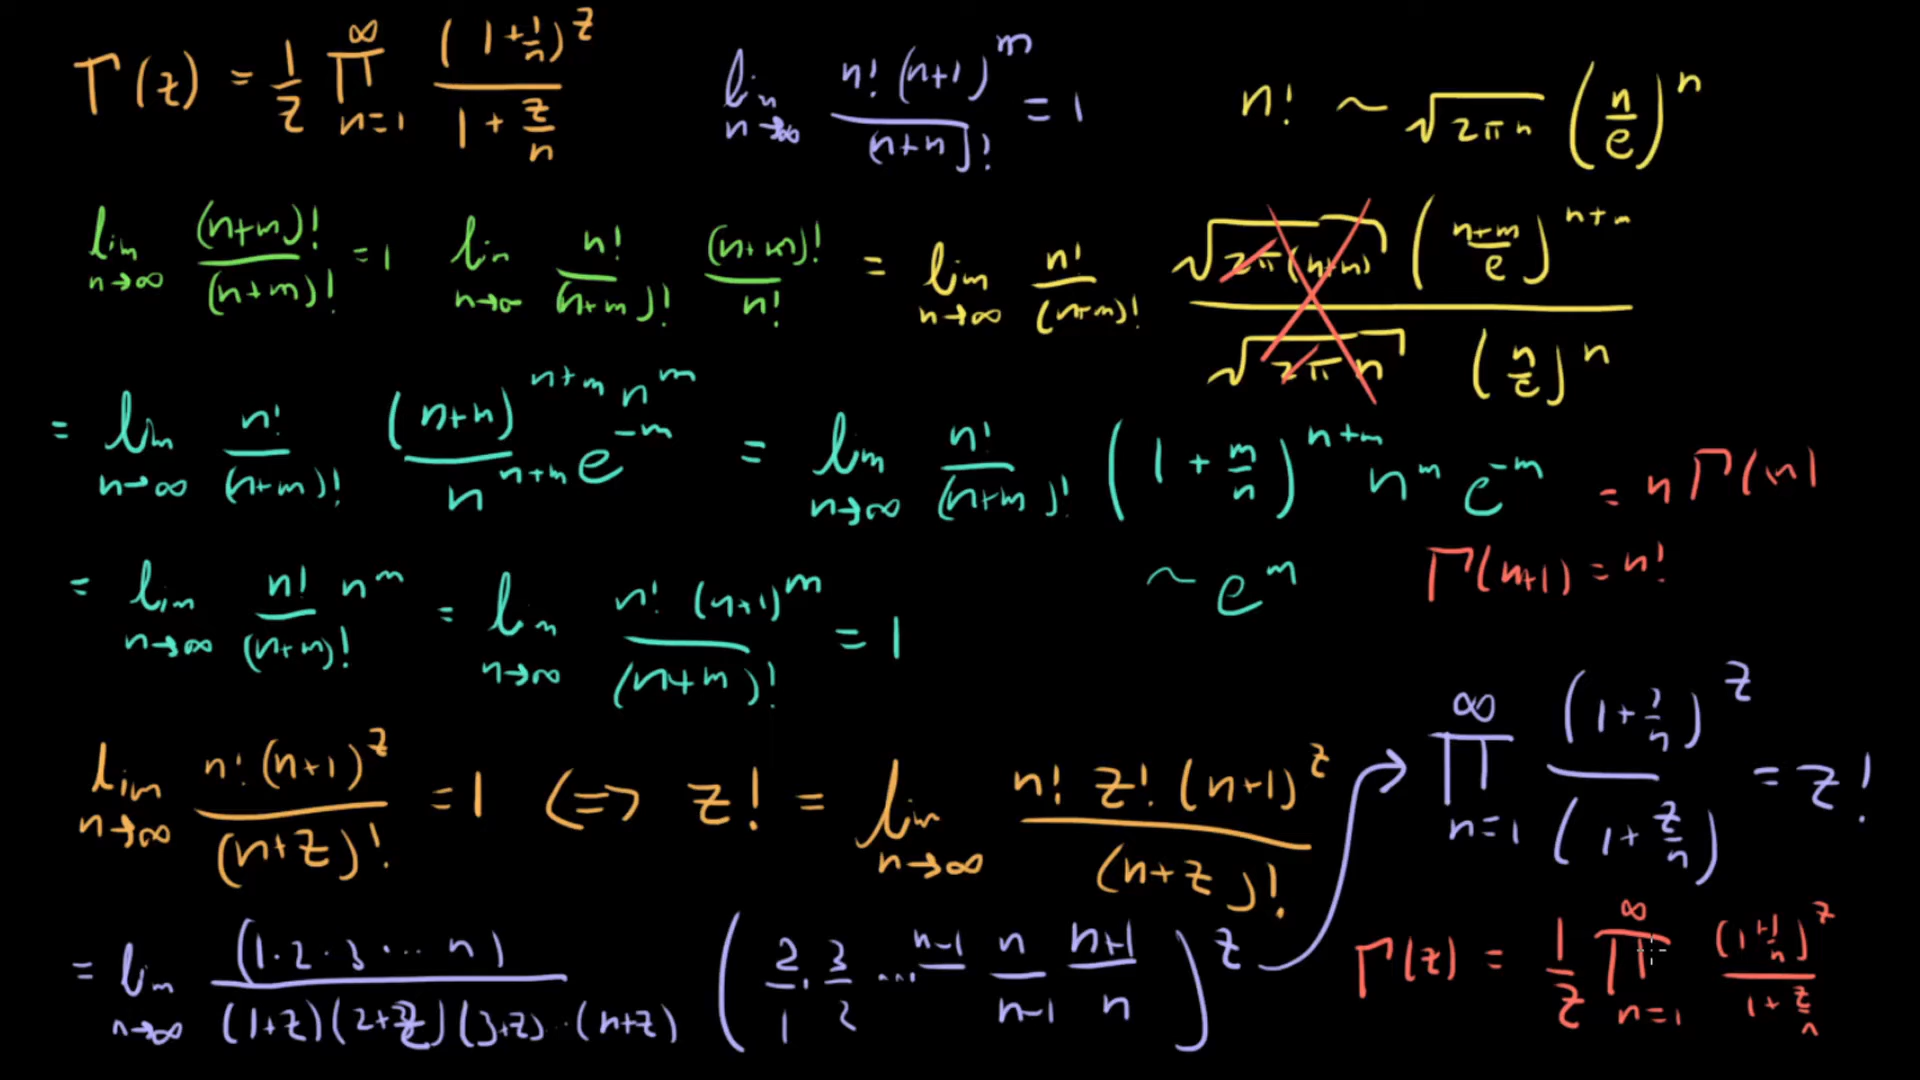 Γ(z) = 1/z ∏_{n=1}^{∞} (1+1/n)^z / (1 + z/n)
lim_{n→∞} n! (n+1)^m / (n+m)! = 1
n! ~ √(2πn) (n/e)^n
lim_{n→∞} (n+m)!/(n+m)! = 1
lim_{n→∞} n!/(n+m)! (n+m)!/n! = lim_{n→∞} n!/(n+m)! √(2π(n+m)) ((n+m)/e)^{n+m} / √(2πn) (n/e)^n
= lim_{n→∞} n!/(n+m)! (n+m)^{n+m} n^m / n^{n+m} e^{-m} = lim_{n→∞} n!/(n+m)! (1 + m/n)^{n+m} n^m e^{-m}
= n Γ(n)
~ e^m
Γ(n+1) = n!
= lim_{n→∞} n! n^m / (n+m)! = lim_{n→∞} n! (n+1)^m / (n+m)! = 1
lim_{n→∞} n! (n+1)^z / (n+z)! = 1 <=> z! = lim_{n→∞} n! z! (n+1)^z / (n+z)!
= lim_{n→∞} (1·2·3 ... n) / (1+z)(2+z)(3+z)...(n+z) (2/1 · 3/2 ... n-1 n/n-1 n+1/n)^z →
∏_{n=1}^{∞} (1+1/n)^z / (1+z/n) = z!
Γ(z) = 1/z ∏_{n=1}^{∞} (1+1/n)^z / (1+z/n)